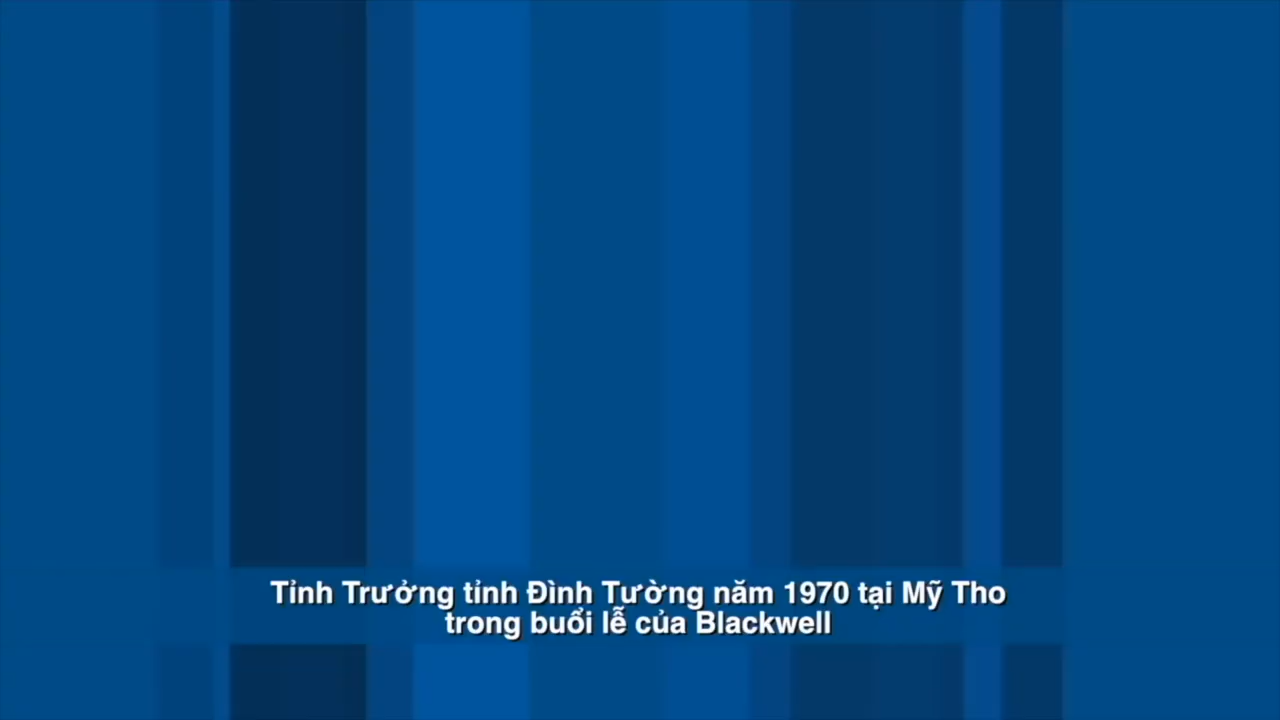 Tỉnh Trưởng tỉnh Đình Tường năm 1970 tại Mỹ Tho
trong buổi lễ của Blackwell